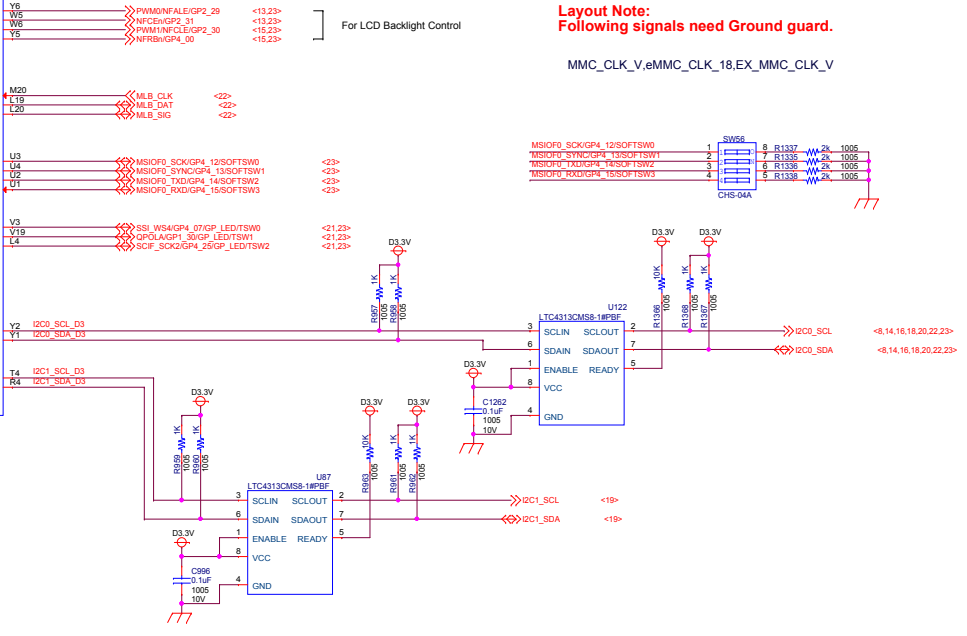 Y6 PWM0/NFALE/GP2_29 <13,23>
W5 NFCEn/GP2_31 <13,23>
W6 PWM1/NFCLE/GP2_30 <15,23>
Y5 NFRBn/GP4_00 <15,23>
For LCD Backlight Control
Layout Note:
Following signals need Ground guard.
MMC_CLK_V,eMMC_CLK_18,EX_MMC_CLK_V
M20 MLB_CLK <22>
L19 MLB_DAT <22>
L20 MLB_SIG <22>
U3 MSIOF0_SCK/GP4_12/SOFTSW0 <23>
U4 MSIOF0_SYNC/GP4_13/SOFTSW1 <23>
U2 MSIOF0_TXD/GP4_14/SOFTSW2 <23>
U1 MSIOF0_RXD/GP4_15/SOFTSW3 <23>
SW56
MSIOF0_SCK/GP4_12/SOFTSW0 1 8 R1337 2k 1005
MSIOF0_SYNC/GP4_13/SOFTSW1 2 7 R1335 2k 1005
MSIOF0_TXD/GP4_14/SOFTSW2 3 6 R1336 2k 1005
MSIOF0_RXD/GP4_15/SOFTSW3 4 5 R1338 2k 1005
CHS-04A
V3 SSI_WS4/GP4_07/GP_LED/TSW0 <21,23>
V19 QPOLA/GP1_30/GP_LED/TSW1 <21,23>
L4 SCIF_SCK2/GP4_25/GP_LED/TSW2 <21,23>
D3.3V
R957 1K 1005
R958 1K 1005
D3.3V
D3.3V
R1366 10K 1005
R1368 1K 1005
R1367 1K 1005
U122
LTC4313CMS8-1#PBF
Y2 I2C0_SCL_D3
Y1 I2C0_SDA_D3
3 SCLIN SCLOUT 2 I2C0_SCL <8,14,16,18,20,22,23>
6 SDAIN SDAOUT 7 I2C0_SDA <8,14,16,18,20,22,23>
1 ENABLE READY 5
8 VCC
4 GND
D3.3V
C1262
0.1uF
1005
10V
T4 I2C1_SCL_D3
R4 I2C1_SDA_D3
D3.3V
R959 1K 1005
R960 1K 1005
D3.3V
D3.3V
R963 10K 1005
R961 1K 1005
R962 1K 1005
U87
LTC4313CMS8-1#PBF
3 SCLIN SCLOUT 2 I2C1_SCL <19>
6 SDAIN SDAOUT 7 I2C1_SDA <19>
1 ENABLE READY 5
8 VCC
4 GND
D3.3V
C996
0.1uF
1005
10V